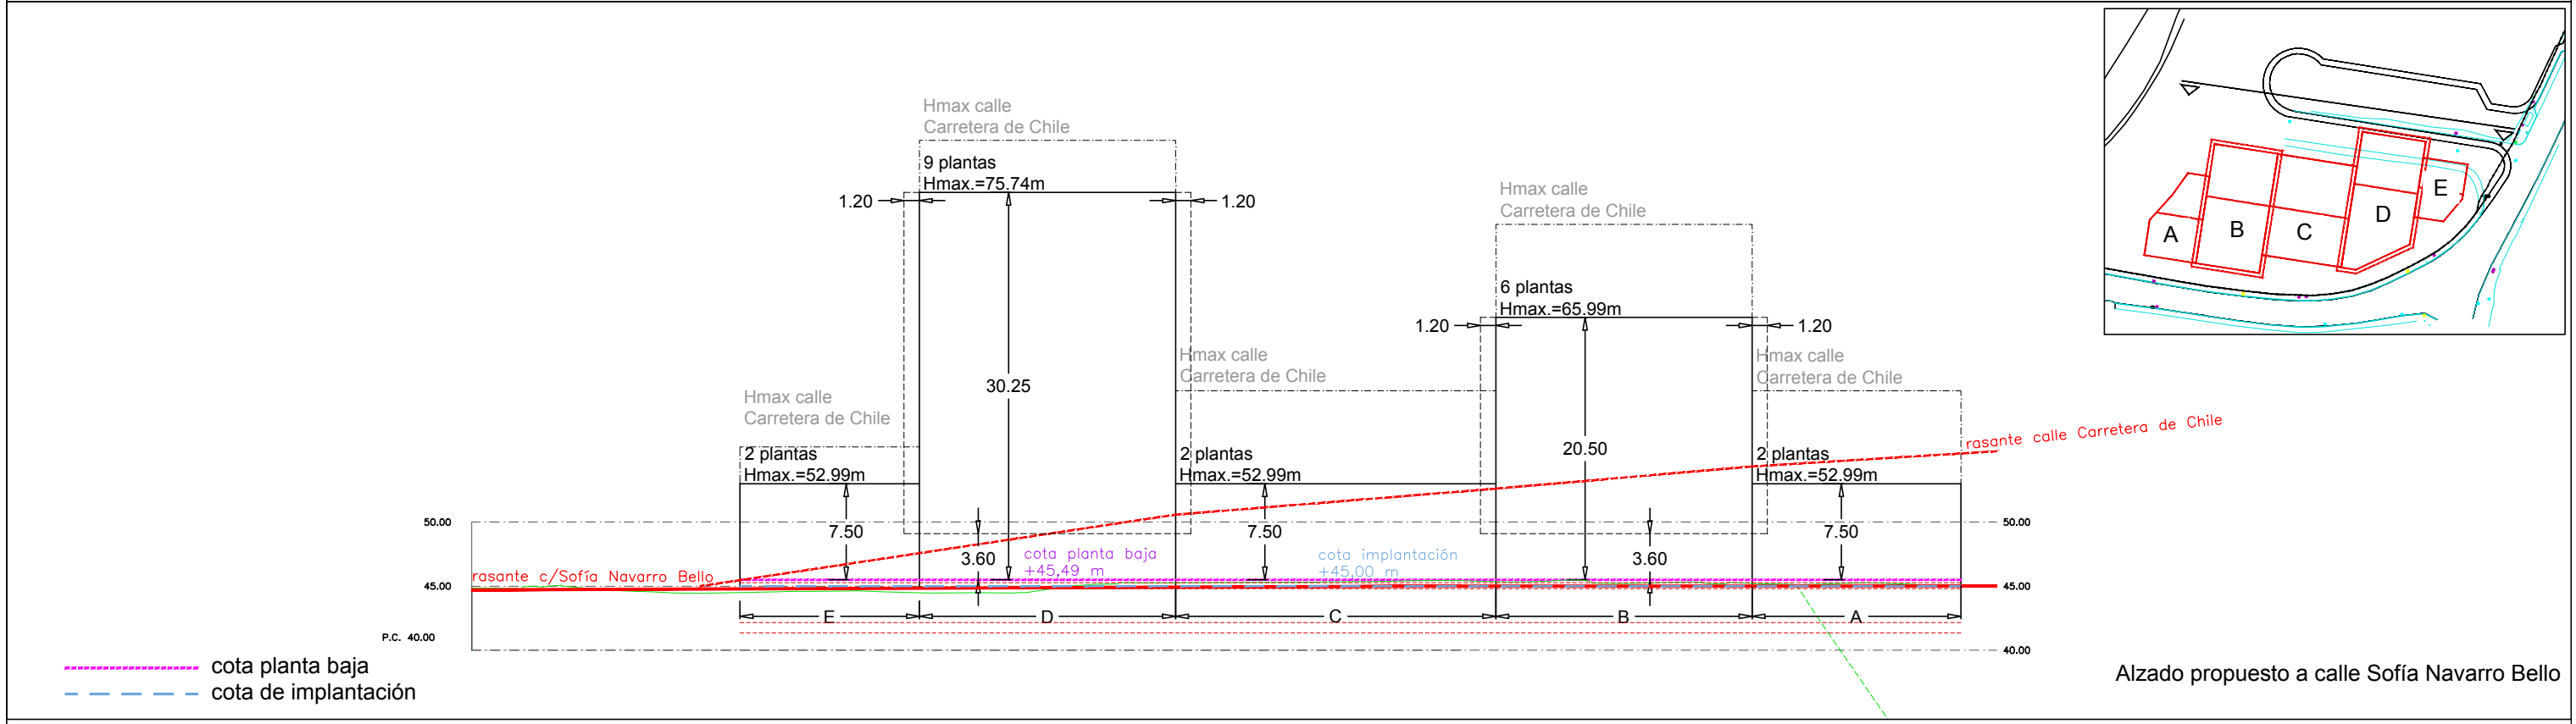 Hmax calle
Carretera de Chile
9 plantas
Hmax.=75.74m
1.20
1.20
30.25
Hmax calle
Carretera de Chile
6 plantas
Hmax.=65.99m
1.20
1.20
20.50
Hmax calle
Carretera de Chile
2 plantas
Hmax.=52.99m
7.50
Hmax calle
Carretera de Chile
2 plantas
Hmax.=52.99m
7.50
Hmax calle
Carretera de Chile
2 plantas
Hmax.=52.99m
7.50
rasante calle Carretera de Chile
50.00
50.00
3.60
cota planta baja
+45,49 m
cota implantación
+45,00 m
3.60
rasante c/Sofía Navarro Bello
45.00
45.00
E
D
C
B
A
P.C. 40.00
40.00
cota planta baja
cota de implantación
Alzado propuesto a calle Sofía Navarro Bello
A
B
C
D
E